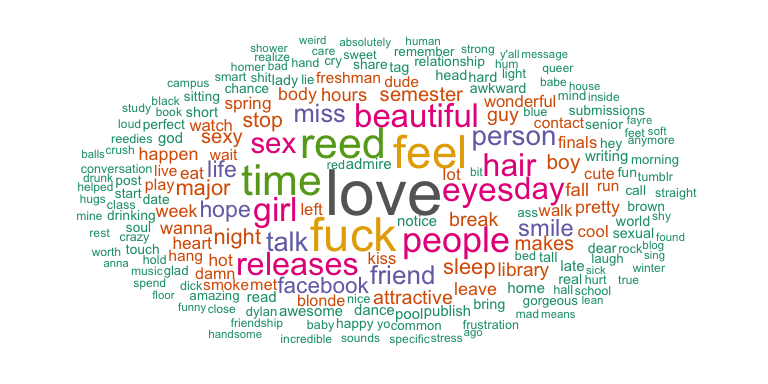 weird absolutely human
shower care sweet remember strong y'all message
realize cry share tag relationship hum queer
homer bad hand freshman dude head hard light babe house
smart shit lady lie body hours semester awkward mind inside
campus chance spring miss beautiful guy wonderful blue submissions
sitting stop person contact senior fayre
black book short sexy sex reed feel finals hey feet soft
study watch god hair boy writing anymore
loud perfect wait red admire lot bit cute fun morning
reedies happen life time love eyes day fall run tumblr
balls crush live eat major call straight
conversation post play hope girl left ass walk pretty brown
drunk start date week notice break smile cool world shy
helped class wanna night talk fuck people makes sexual
hugs drinking heart kiss bed tall dear rock blog found
mine soul hang hot releases friend sleep library late laugh sing
rest crazy damn facebook real sick winter
worth touch smoke met leave home hurt true
anna hold blonde nice attractive hall school
music glad read bring gorgeous lean
spend dick amazing dance pool publish mad means
floor funny close dylan awesome common frustration
friendship baby happy yo ago
handsome incredible sounds specific stress